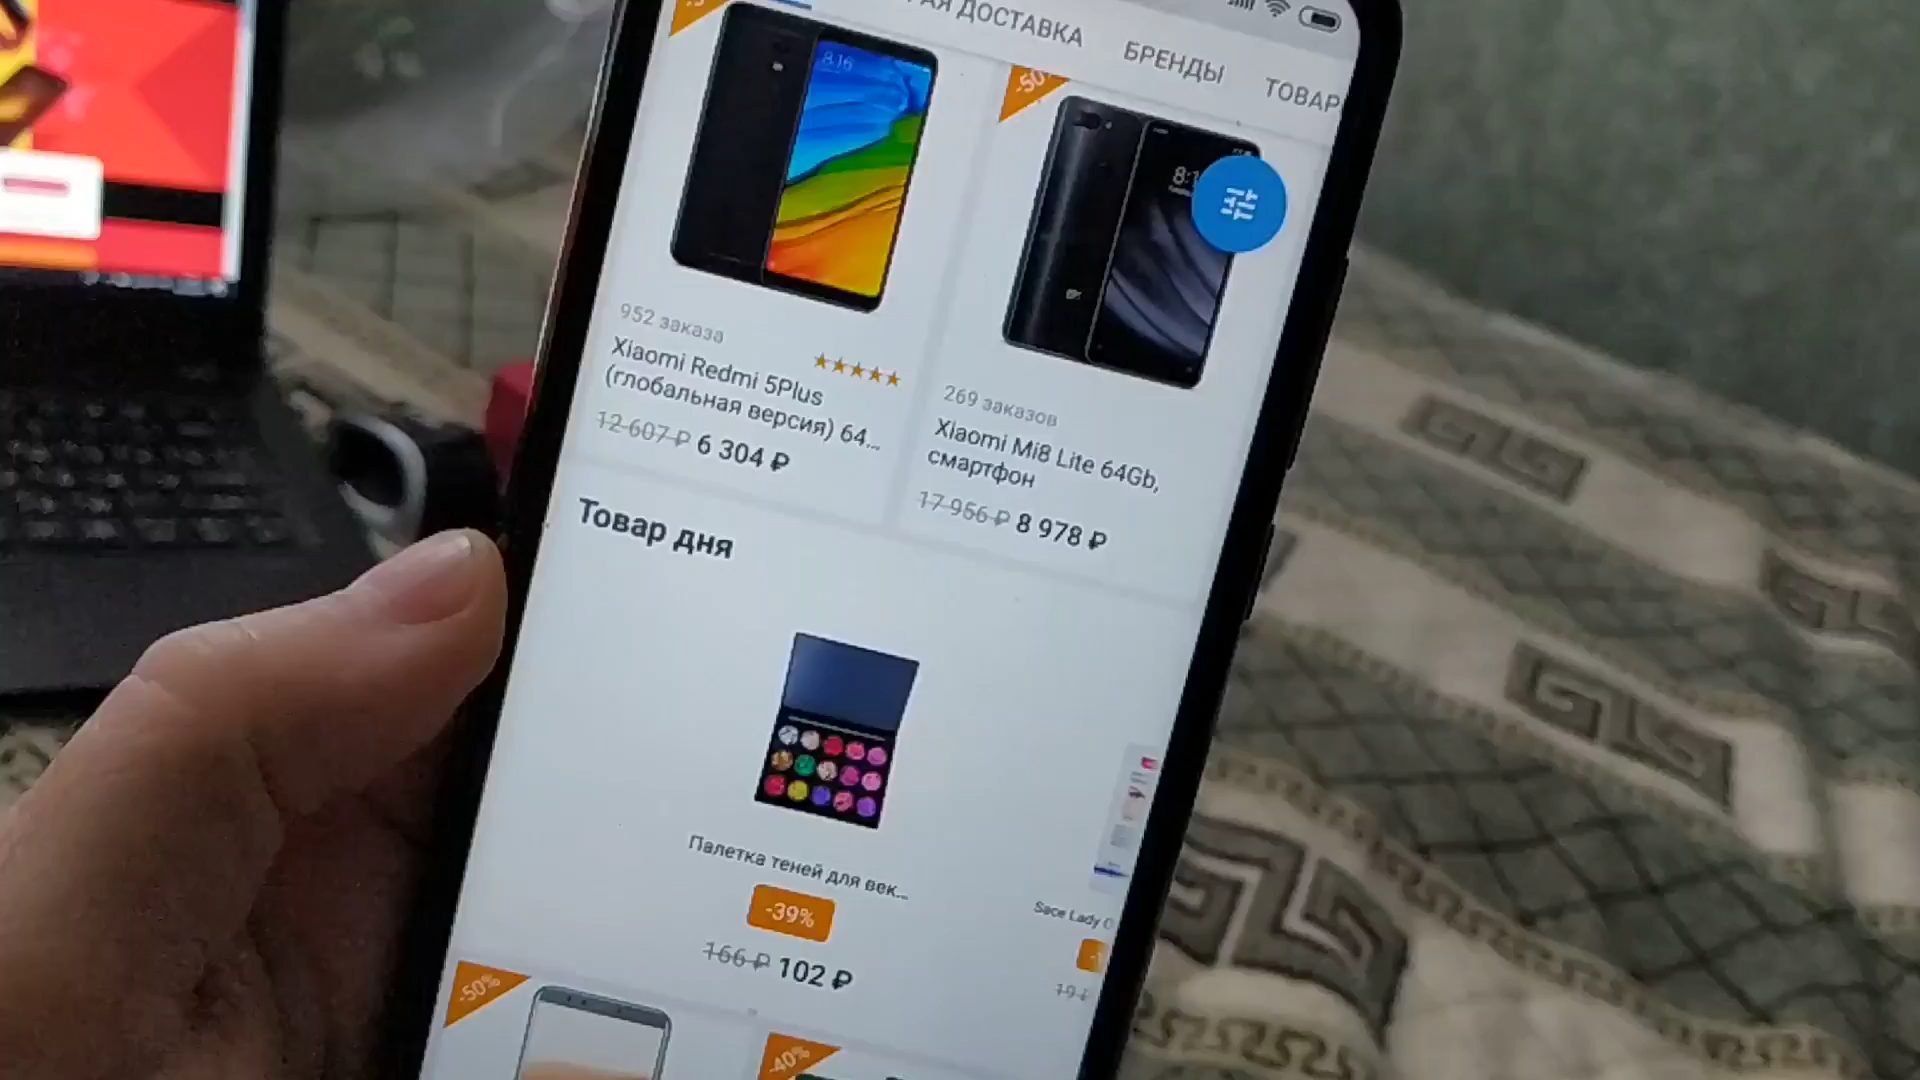 ДОСТАВКА
БРЕНДЫ
ТОВАР
-50%
8:16
952 заказа
Xiaomi Redmi 5Plus
(глобальная версия) 64...
12 607 ₽ 6 304 ₽
269 заказов
Xiaomi Mi8 Lite 64Gb,
смартфон
17 956 ₽ 8 978 ₽
Товар дня
Палетка теней для век...
-39%
166 ₽ 102 ₽
Sace Lady
-50%
-40%